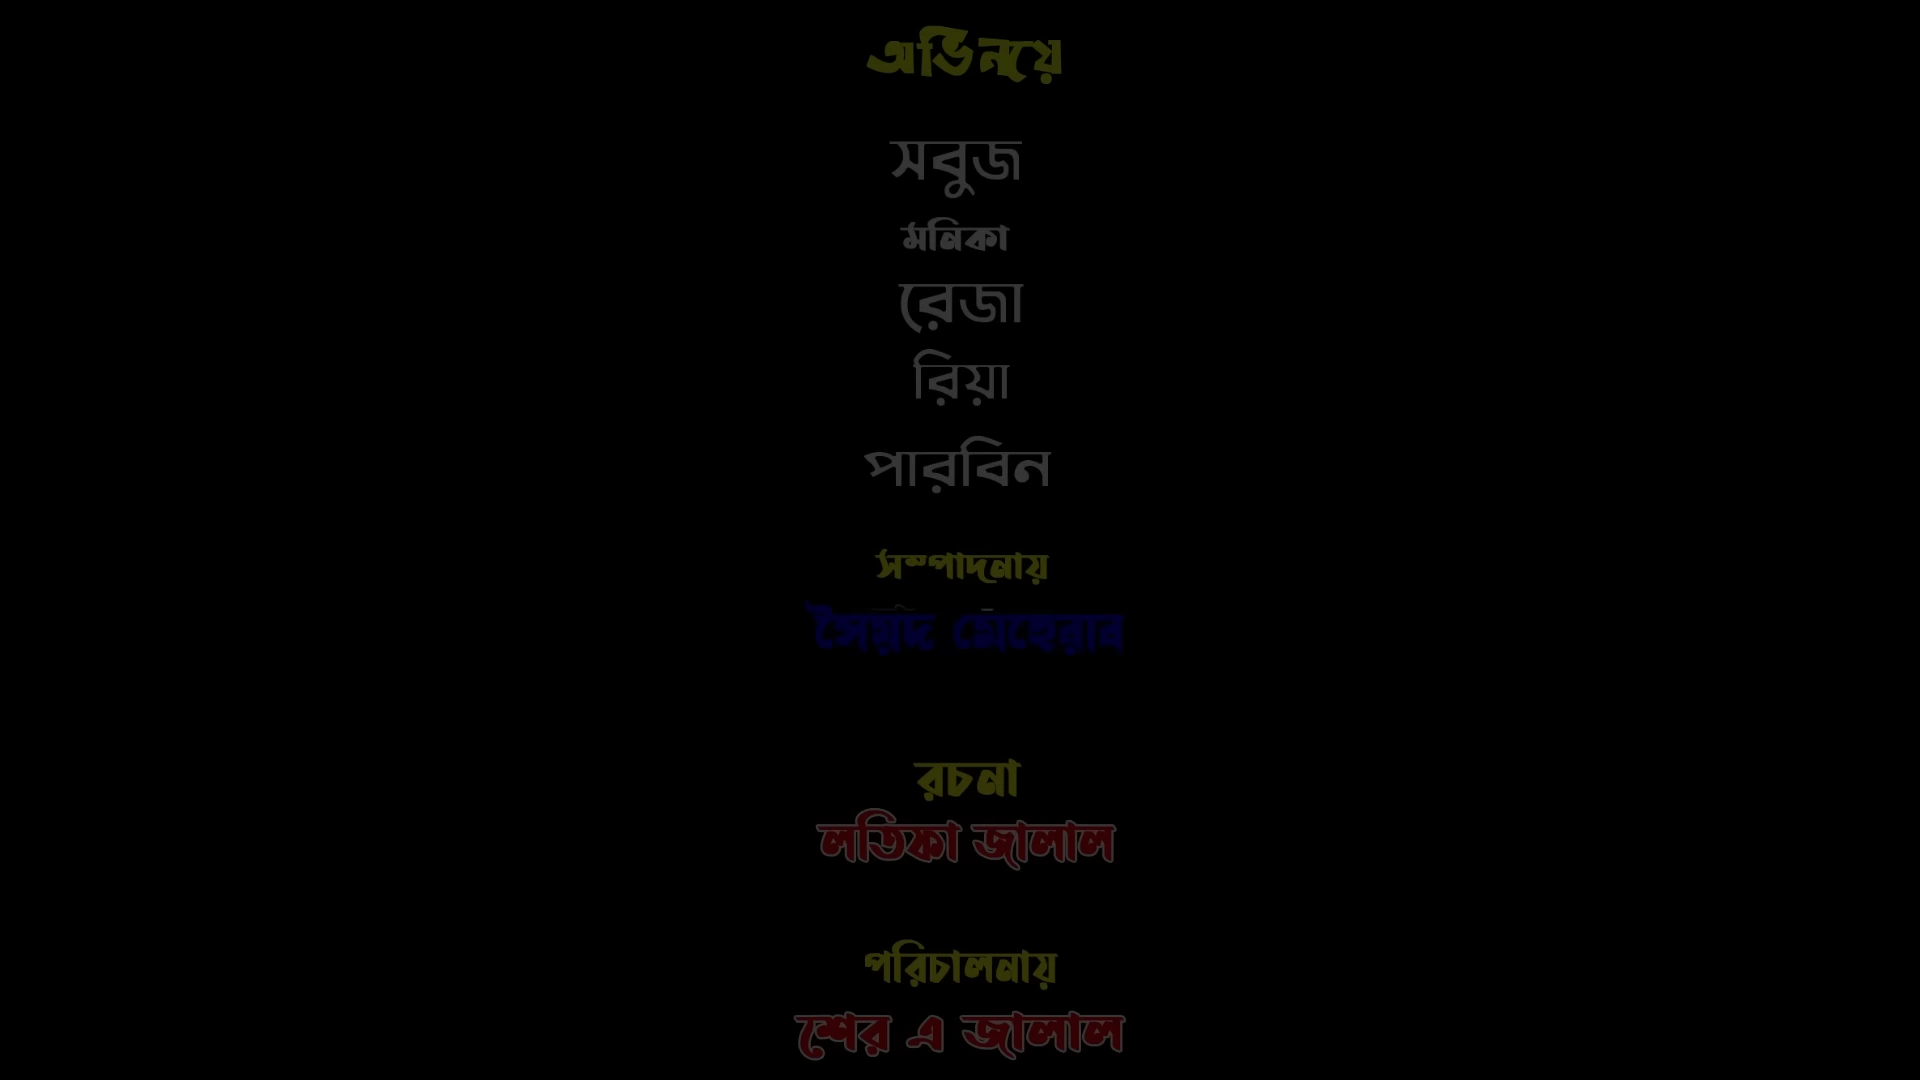 অভিনয়ে
সবুজ
মনিকা
রেজা
রিয়া
পারবিন
সম্পাদনায়
সৈয়দ মেহেরাব
রচনা
লতিফা জালাল
পরিচালনায়
শের এ জালাল